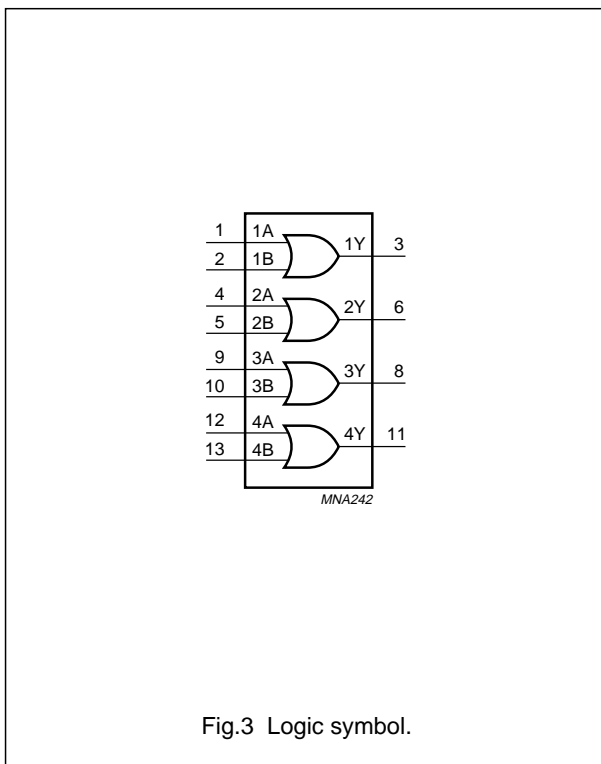 1 1A 1Y 3
2 1B
4 2A 2Y 6
5 2B
9 3A 3Y 8
10 3B
12 4A 4Y 11
13 4B
MNA242
Fig.3 Logic symbol.